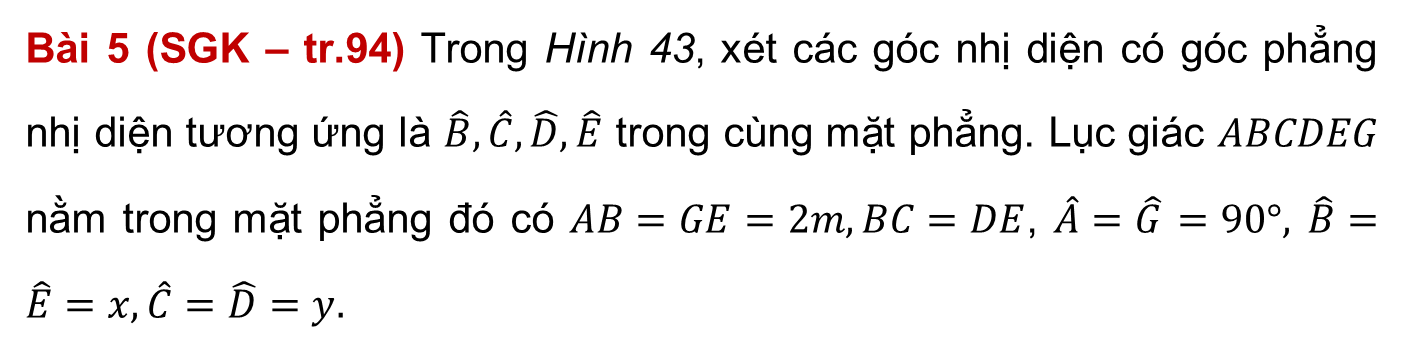 Bài 5 (SGK – tr.94) Trong Hình 43, xét các góc nhị diện có góc phẳng
nhị diện tương ứng là B̂, Ĉ, D̂, Ê trong cùng mặt phẳng. Lục giác ABCDEG
nằm trong mặt phẳng đó có AB = GE = 2m, BC = DE, Â = Ĝ = 90°, B̂ =
Ê = x, Ĉ = D̂ = y.